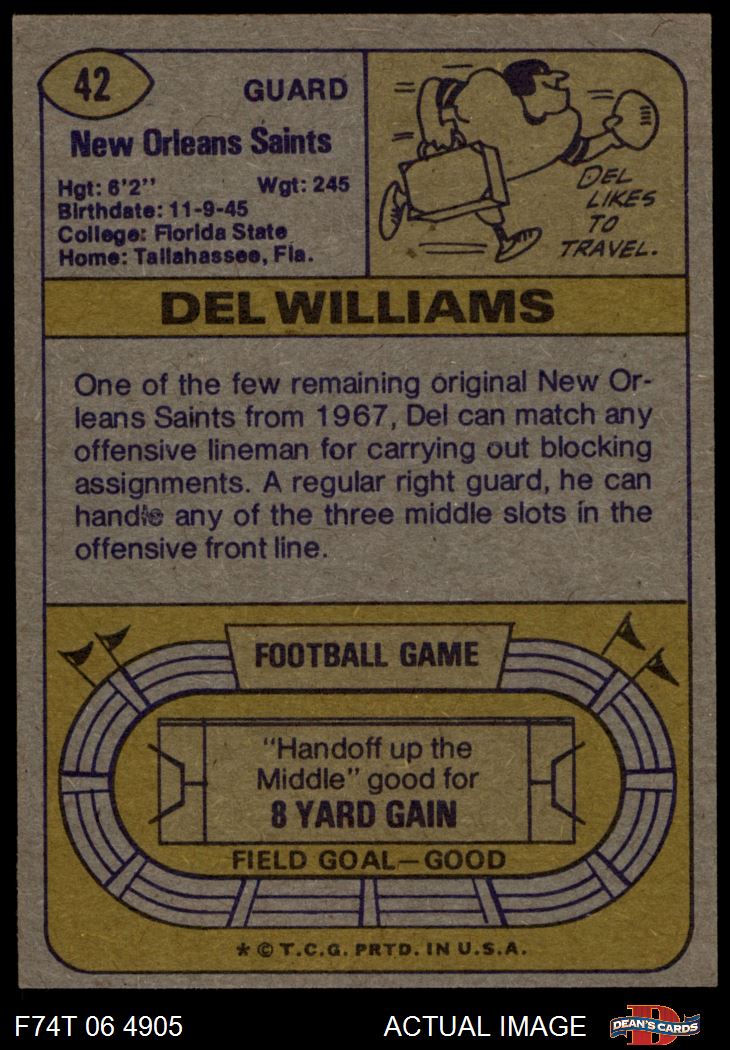 42
GUARD
New Orleans Saints
Hgt: 6'2" Wgt: 245
Birthdate: 11-9-45
College: Florida State
Home: Tallahassee, Fla.
DEL
LIKES
TO
TRAVEL.
DEL WILLIAMS
One of the few remaining original New Or-
leans Saints from 1967, Del can match any
offensive lineman for carrying out blocking
assignments. A regular right guard, he can
handle any of the three middle slots in the
offensive front line.
FOOTBALL GAME
"Handoff up the
Middle" good for
8 YARD GAIN
FIELD GOAL—GOOD
* © T.C.G. PRTD. IN U.S.A.
F74T 06 4905 ACTUAL IMAGE
D
DEAN'S CARDS